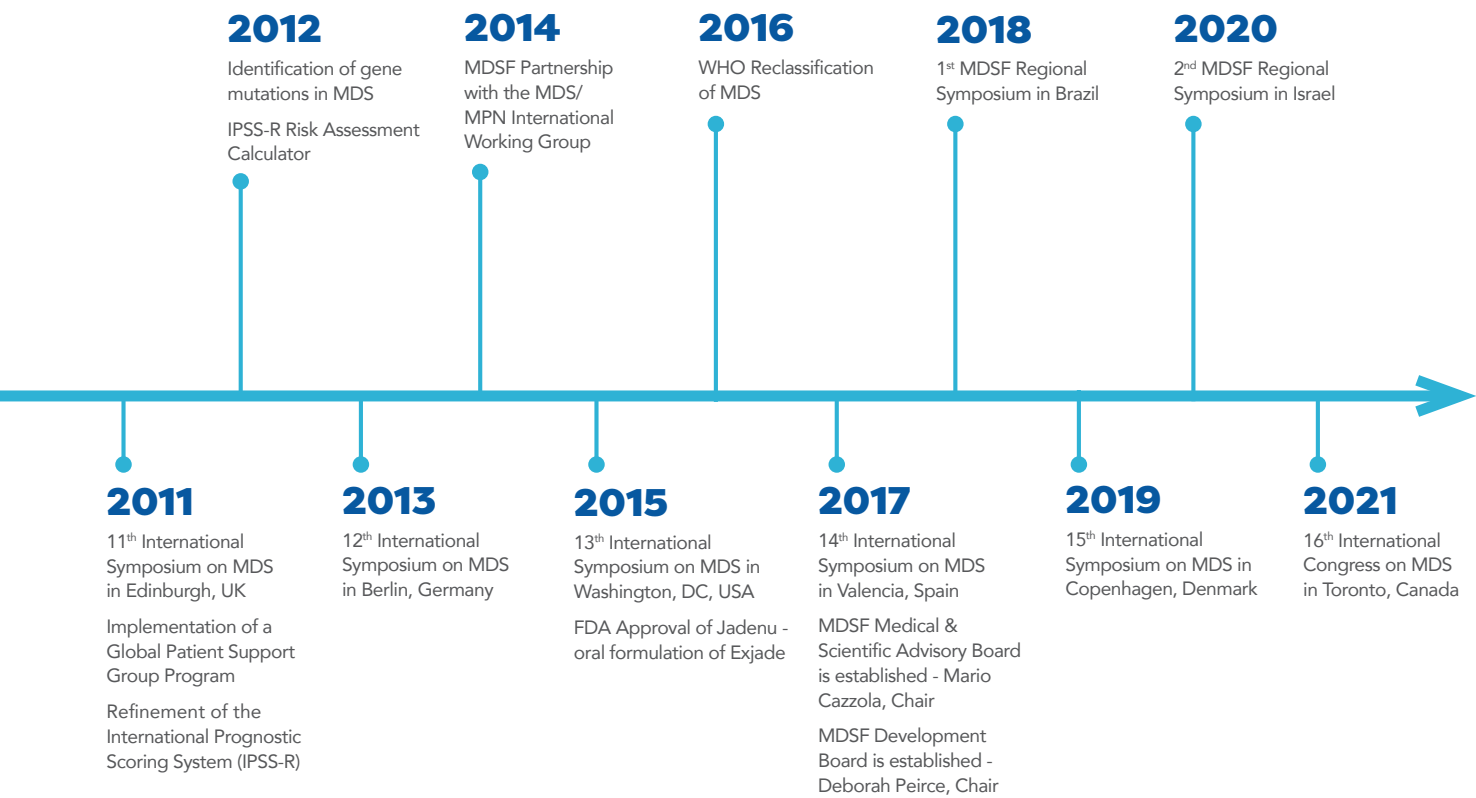 2012
Identification of gene
mutations in MDS
IPSS-R Risk Assessment
Calculator
2014
MDSF Partnership
with the MDS/
MPN International
Working Group
2016
WHO Reclassification
of MDS
2018
1st MDSF Regional
Symposium in Brazil
2020
2nd MDSF Regional
Symposium in Israel
2011
11th International
Symposium on MDS
in Edinburgh, UK
Implementation of a
Global Patient Support
Group Program
Refinement of the
International Prognostic
Scoring System (IPSS-R)
2013
12th International
Symposium on MDS
in Berlin, Germany
2015
13th International
Symposium on MDS in
Washington, DC, USA
FDA Approval of Jadenu -
oral formulation of Exjade
2017
14th International
Symposium on MDS
in Valencia, Spain
MDSF Medical &
Scientific Advisory Board
is established - Mario
Cazzola, Chair
MDSF Development
Board is established -
Deborah Peirce, Chair
2019
15th International
Symposium on MDS in
Copenhagen, Denmark
2021
16th International
Congress on MDS
in Toronto, Canada